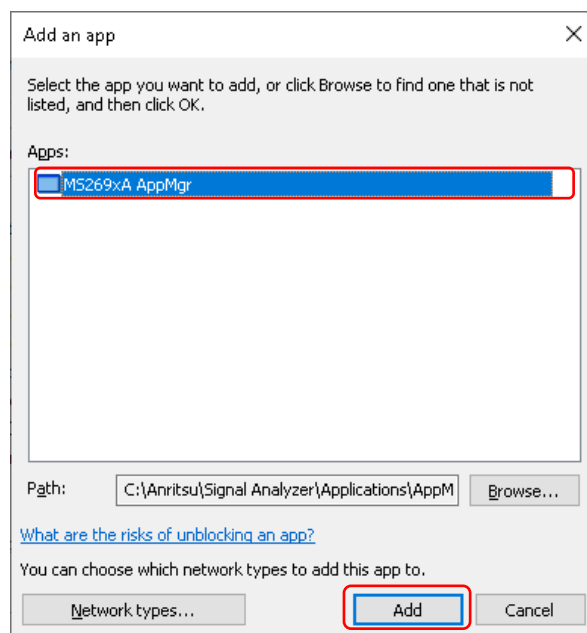 Add an app
Select the app you want to add, or click Browse to find one that is not
listed, and then click OK.
Apps:
MS269xA AppMgr
Path: C:\Anritsu\Signal Analyzer\Applications\AppM Browse...
What are the risks of unblocking an app?
You can choose which network types to add this app to.
Network types... Add Cancel